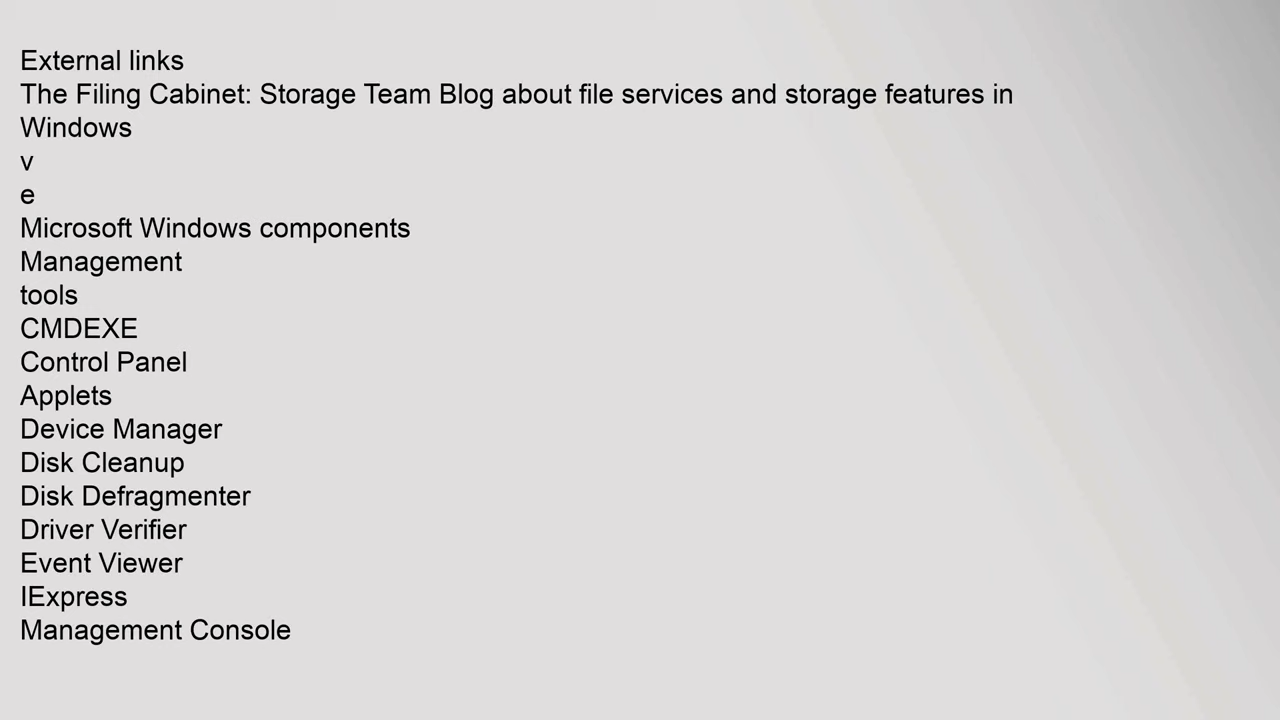 External links
The Filing Cabinet: Storage Team Blog about file services and storage features in
Windows
v
e
Microsoft Windows components
Management
tools
CMDEXE
Control Panel
Applets
Device Manager
Disk Cleanup
Disk Defragmenter
Driver Verifier
Event Viewer
IExpress
Management Console